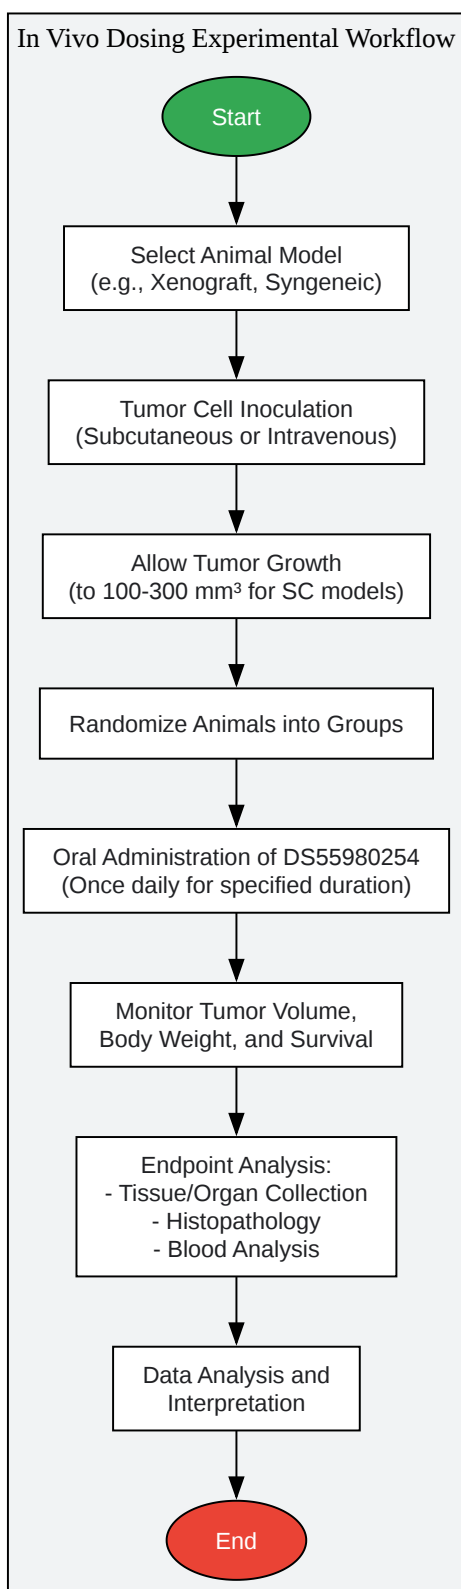 In Vivo Dosing Experimental Workflow
Start
Select Animal Model
(e.g., Xenograft, Syngeneic)
Tumor Cell Inoculation
(Subcutaneous or Intravenous)
Allow Tumor Growth
(to 100-300 mm³ for SC models)
Randomize Animals into Groups
Oral Administration of DS55980254
(Once daily for specified duration)
Monitor Tumor Volume,
Body Weight, and Survival
Endpoint Analysis:
- Tissue/Organ Collection
- Histopathology
- Blood Analysis
Data Analysis and
Interpretation
End